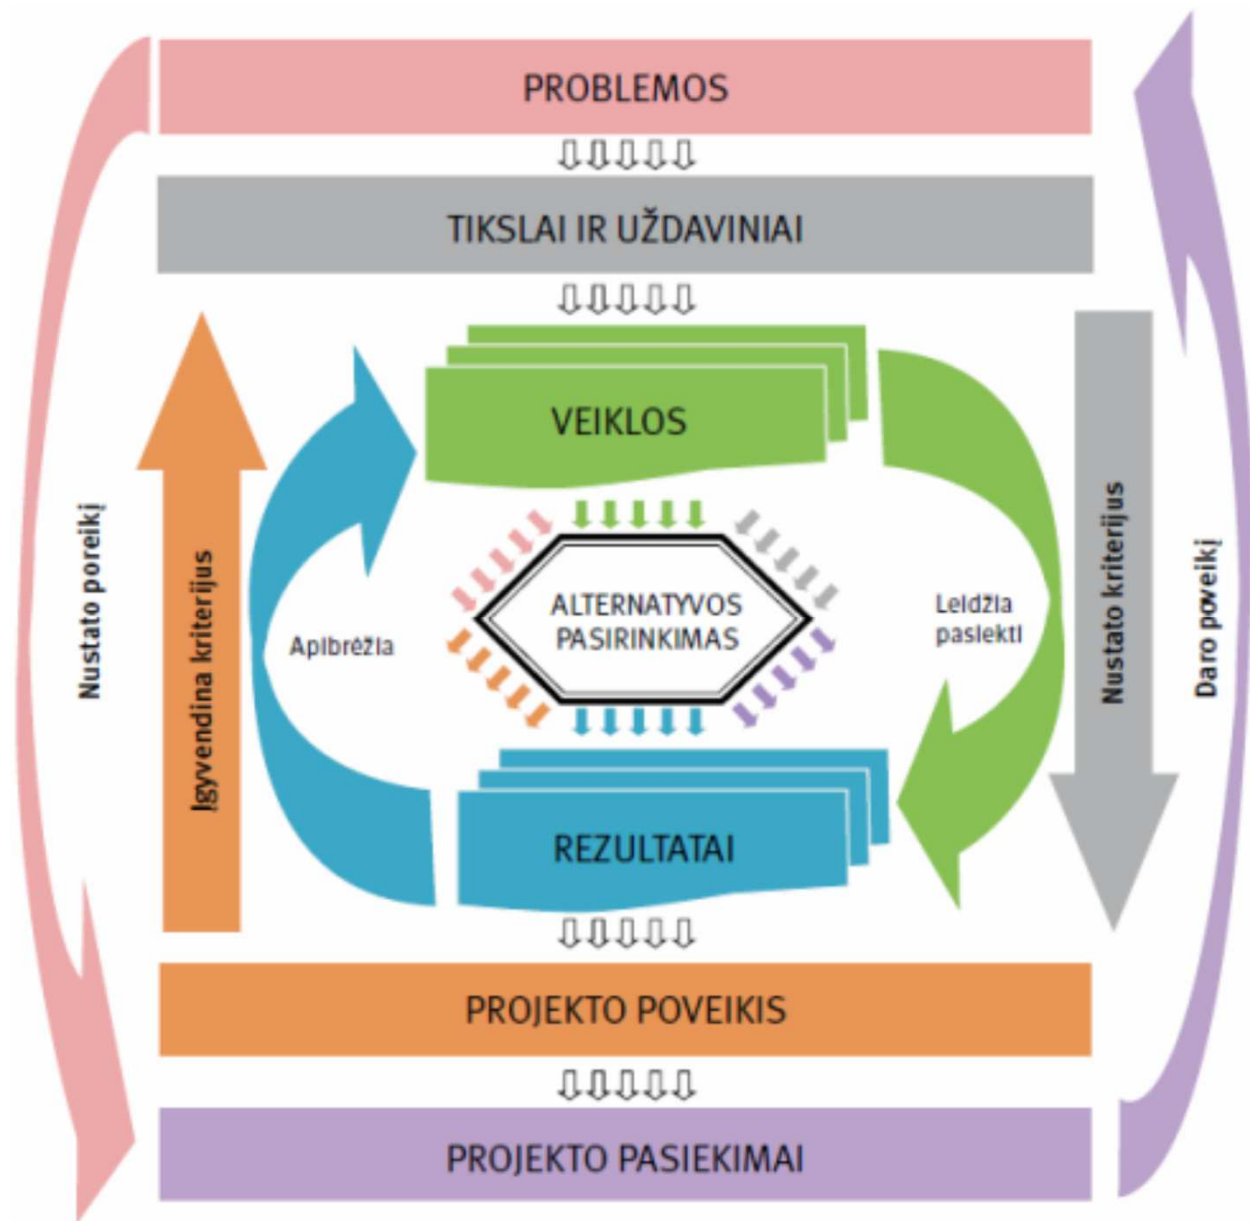 PROBLEMOS
TIKSLAI IR UŽDAVINIAI
VEIKLOS
Nustato poreikį
Įgyvendina kriterijus
Apibrėžia
ALTERNATYVOS
PASIRINKIMAS
Leidžia
pasiekti
Nustato kriterijus
Daro poveikį
REZULTATAI
PROJEKTO POVEIKIS
PROJEKTO PASIEKIMAI